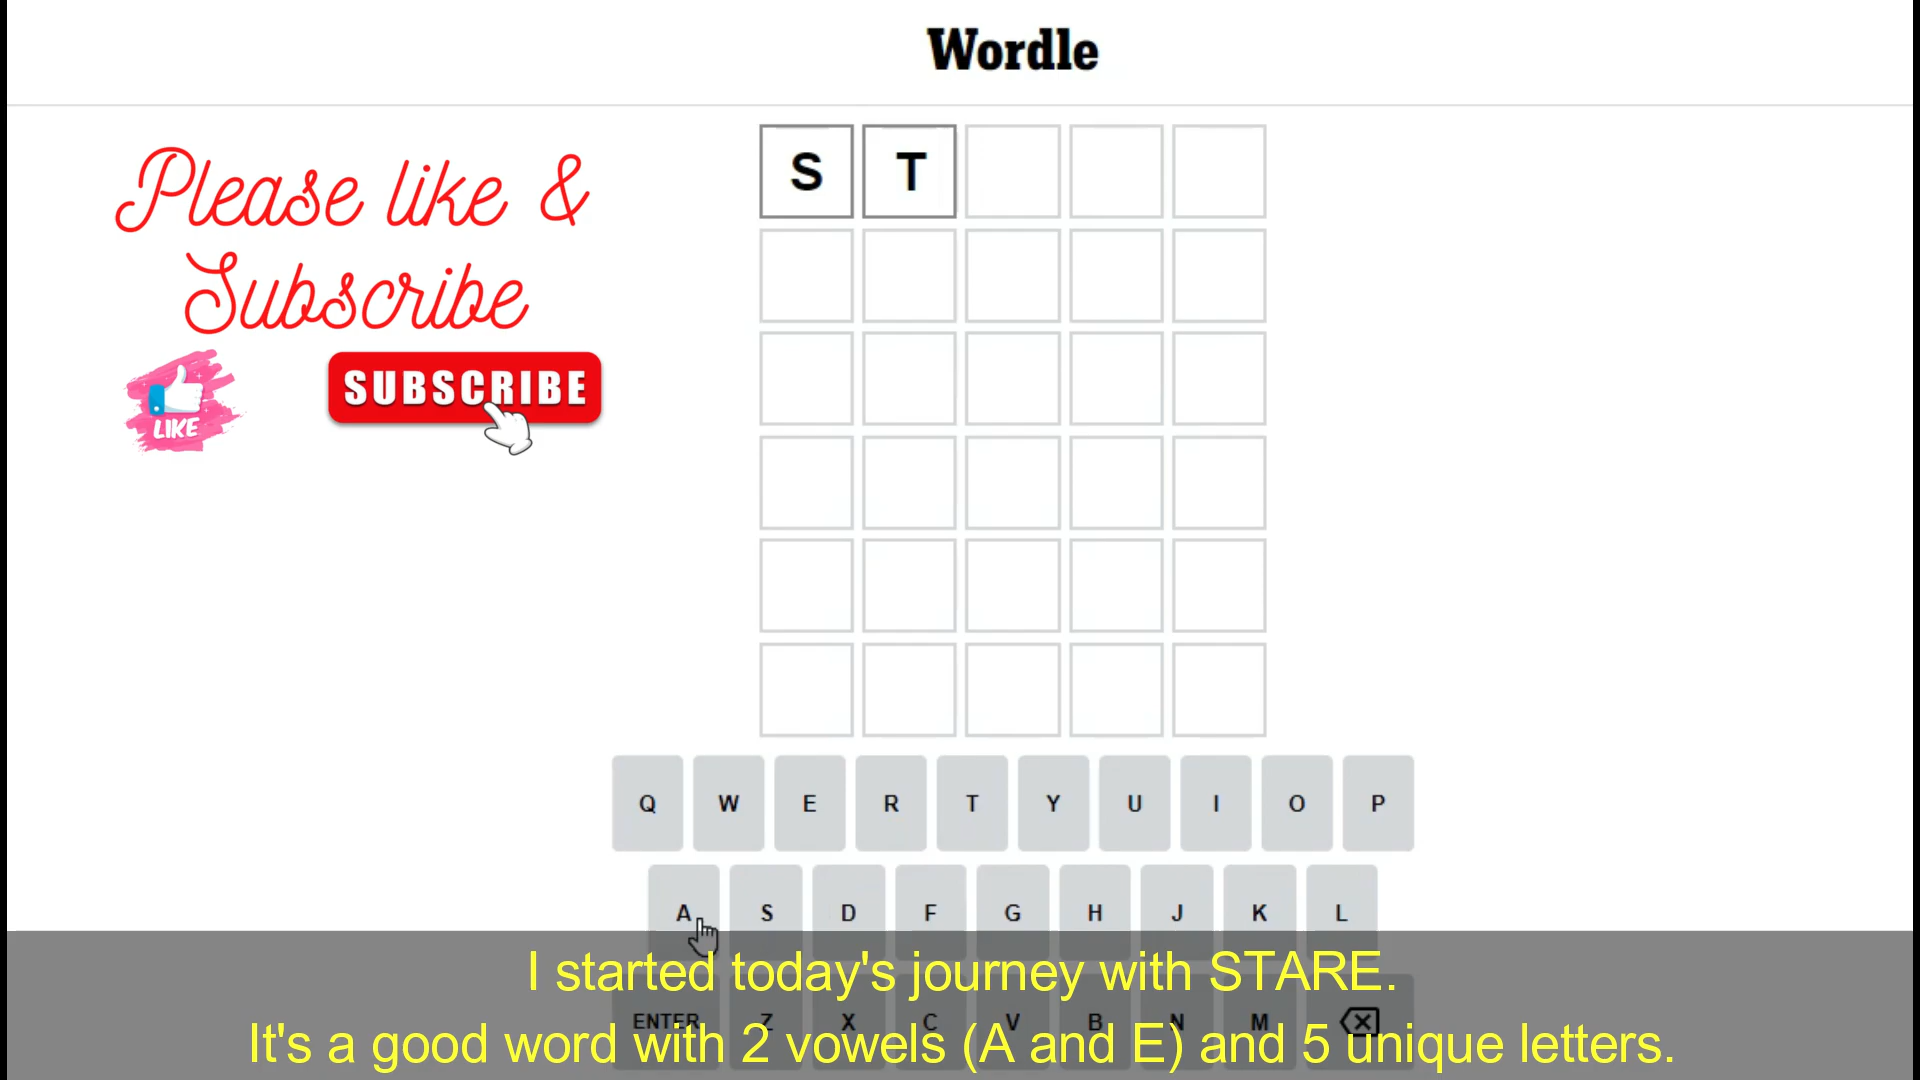 Wordle
Please like &
Subscribe
LIKE
SUBSCRIBE
S T
Q W E R T Y U I O P
A S D F G H J K L
ENTER Z X C V B N M
I started today's journey with STARE.
It's a good word with 2 vowels (A and E) and 5 unique letters.